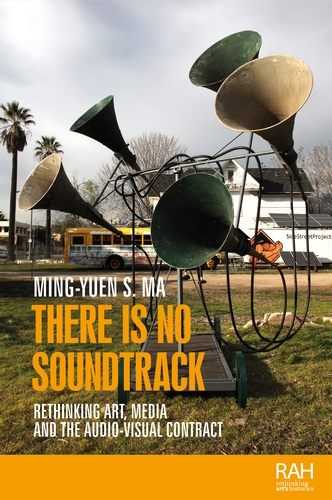 SideStreetProject
MING-YUEN S. MA
THERE IS NO
SOUNDTRACK
RETHINKING ART, MEDIA
AND THE AUDIO-VISUAL CONTRACT
RAH
rethinking
art's histories